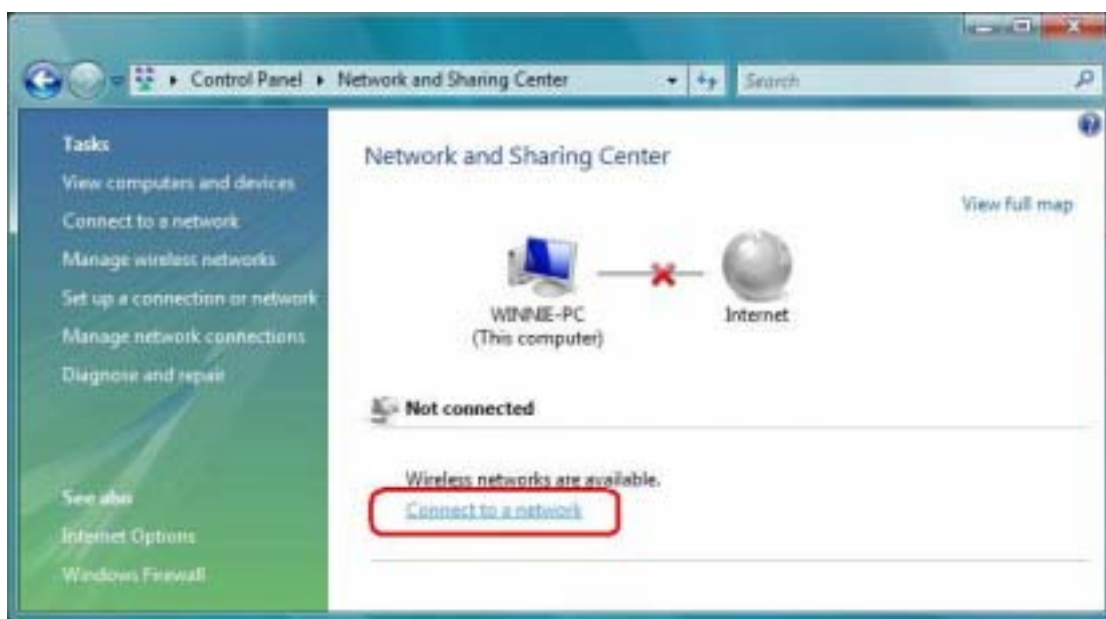 Control Panel Network and Sharing Center Search
Tasks
View computers and devices
Connect to a network
Manage wireless networks
Set up a connection or network
Manage network connections
Diagnose and repair
See also
Internet Options
Windows Firewall
Network and Sharing Center
View full map
WINNIE-PC
(This computer)
Internet
Not connected
Wireless networks are available.
Connect to a network